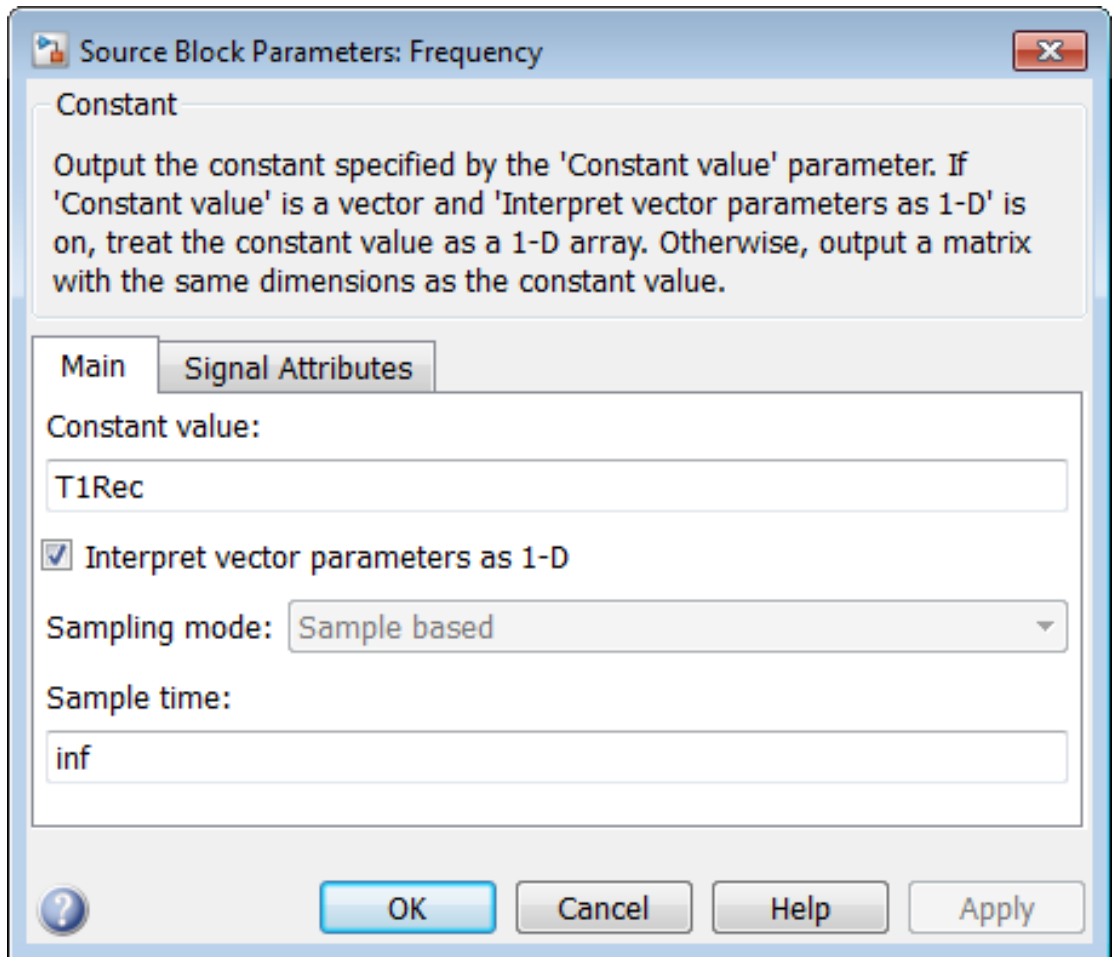 Source Block Parameters: Frequency
Constant
Output the constant specified by the 'Constant value' parameter. If
'Constant value' is a vector and 'Interpret vector parameters as 1-D' is
on, treat the constant value as a 1-D array. Otherwise, output a matrix
with the same dimensions as the constant value.
Main Signal Attributes
Constant value:
T1Rec
Interpret vector parameters as 1-D
Sampling mode: Sample based
Sample time:
inf
? OK Cancel Help Apply